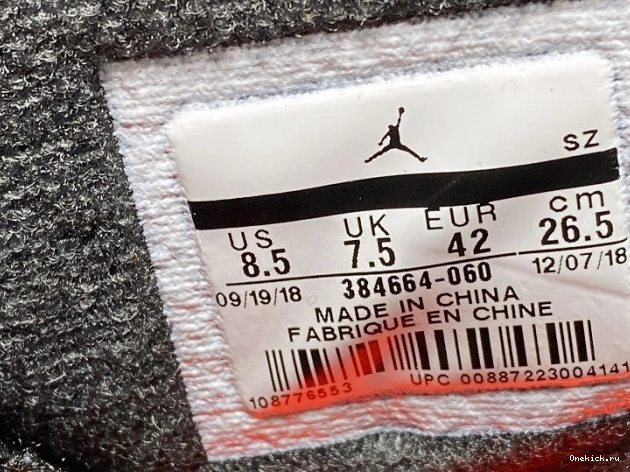 SZ
US UK EUR cm
8.5 7.5 42 26.5
09/19/18 384664-060 12/07/18
MADE IN CHINA
FABRIQUE EN CHINE
108776553 UPC 00887223004141
Onekick.ru